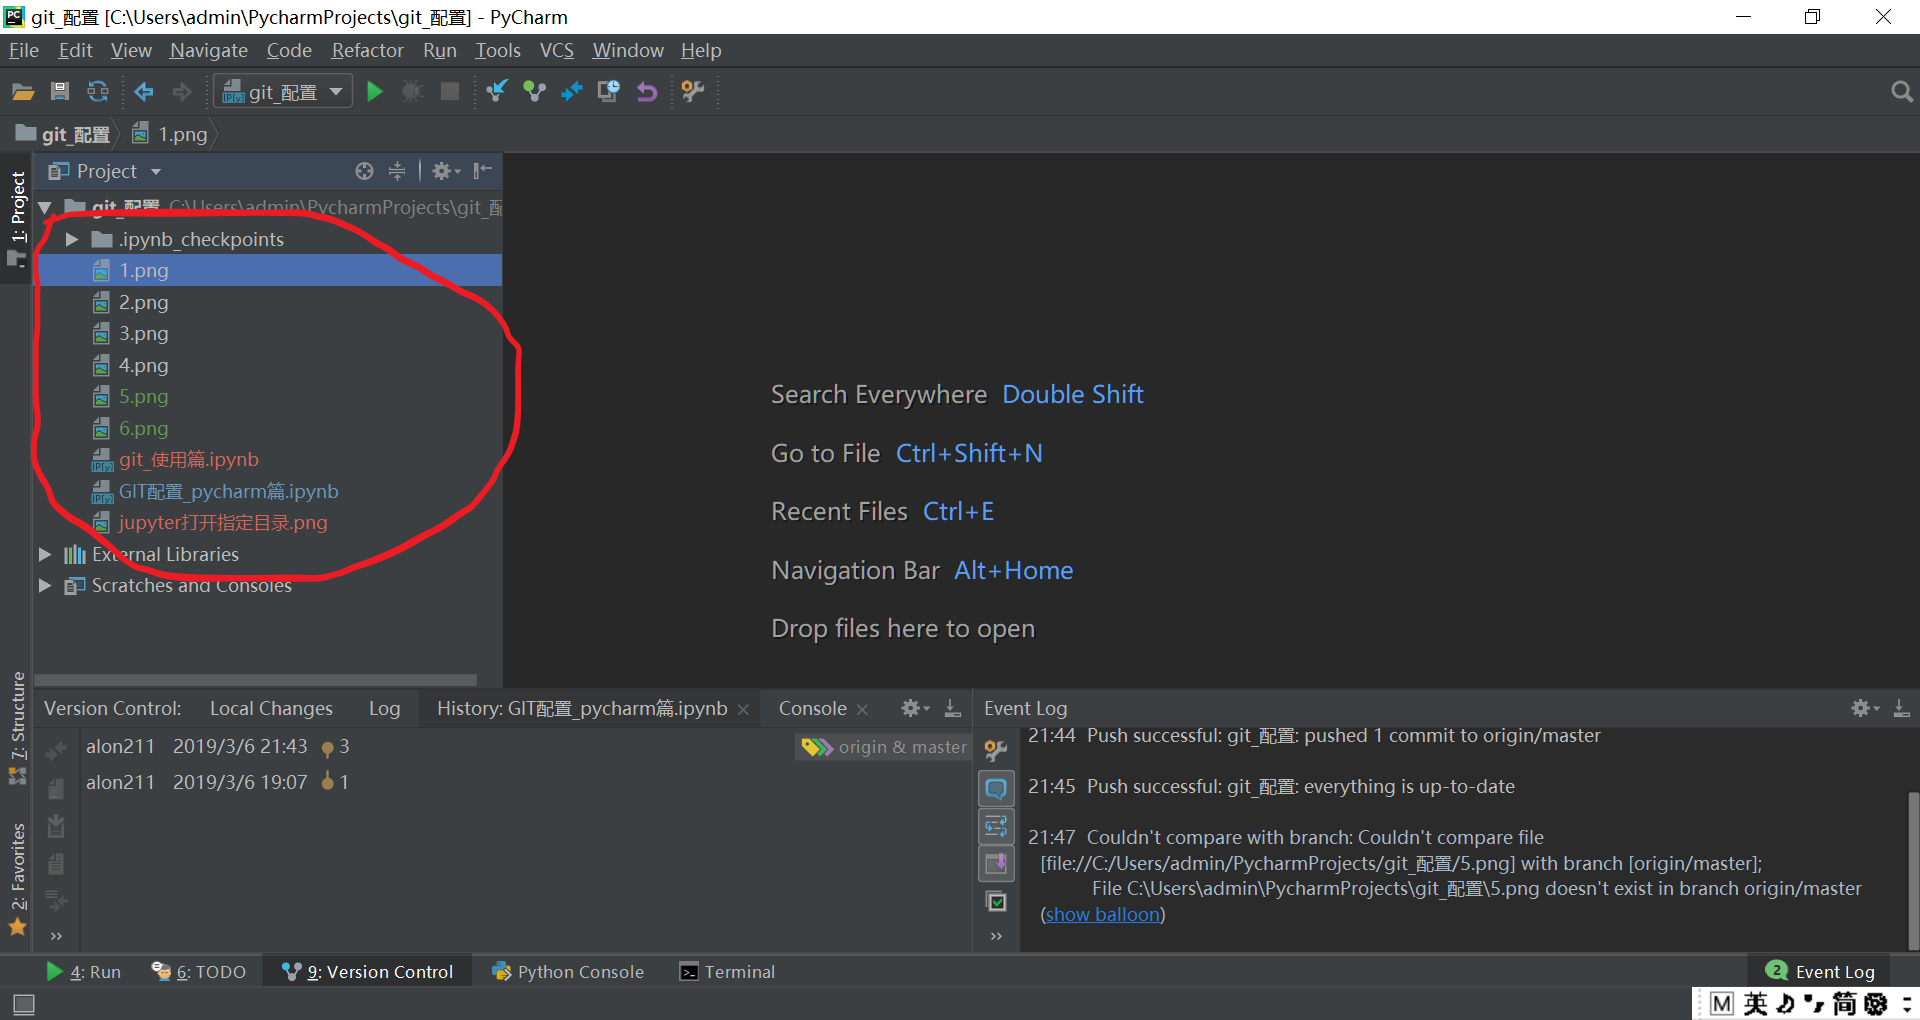 git_配置 [C:\Users\admin\PycharmProjects\git_配置] - PyCharm
File Edit View Navigate Code Refactor Run Tools VCS Window Help
git_配置
git_配置 1.png
Project
1: Project
git_配置 C:\Users\admin\PycharmProjects\git_配
.ipynb_checkpoints
1.png
2.png
3.png
4.png
5.png
6.png
git_使用篇.ipynb
GIT配置_pycharm篇.ipynb
jupyter打开指定目录.png
External Libraries
Scratches and Consoles
Search Everywhere Double Shift
Go to File Ctrl+Shift+N
Recent Files Ctrl+E
Navigation Bar Alt+Home
Drop files here to open
7: Structure
2: Favorites
Version Control: Local Changes Log History: GIT配置_pycharm篇.ipynb Console
alon211 2019/3/6 21:43 3 origin & master
alon211 2019/3/6 19:07 1
Event Log
21:44 Push successful: git_配置: pushed 1 commit to origin/master
21:45 Push successful: git_配置: everything is up-to-date
21:47 Couldn't compare with branch: Couldn't compare file
[file://C:/Users/admin/PycharmProjects/git_配置/5.png] with branch [origin/master];
File C:\Users\admin\PycharmProjects\git_配置\5.png doesn't exist in branch origin/master
(show balloon)
4: Run 6: TODO 9: Version Control Python Console Terminal 2 Event Log
M 英 简